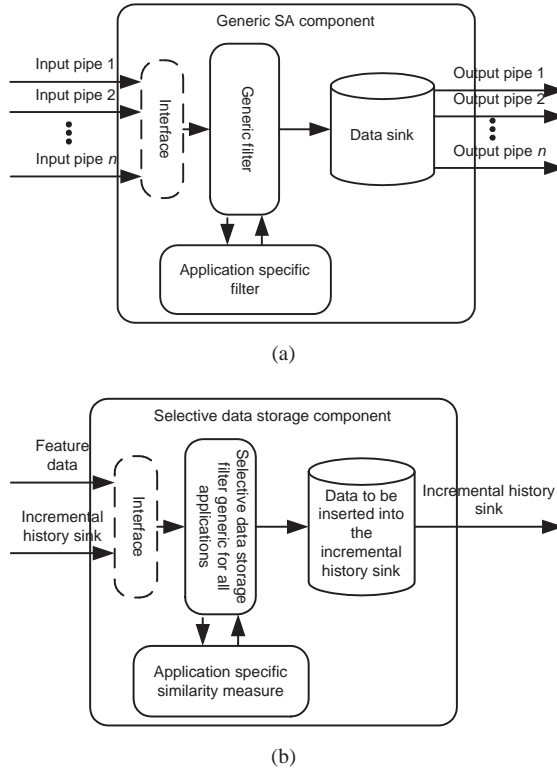 Generic SA component
Input pipe 1
Input pipe 2
Input pipe n
Interface
Generic filter
Data sink
Output pipe 1
Output pipe 2
Output pipe n
Application specific
filter
(a)
Selective data storage component
Feature
data
Incremental
history sink
Interface
Selective data storage
filter generic for all
applications
Data to be
inserted into
the
incremental
history sink
Incremental history
sink
Application specific
similarity measure
(b)